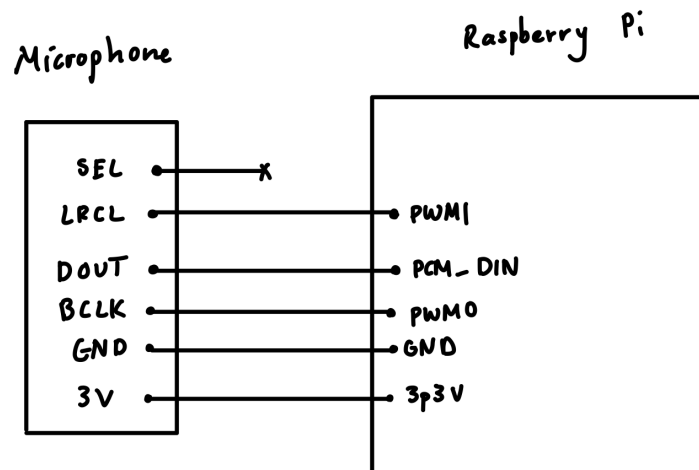 Microphone
Raspberry Pi
SEL
LRCL
PWM1
DOUT
PCM_DIN
BCLK
PWM0
GND
GND
3V
3p3V